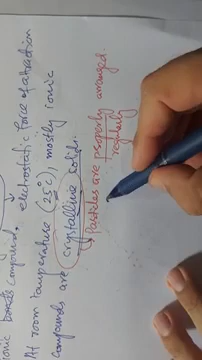 ionic bonds compound. electrostatic force of attraction
At room temperature (25°c), mostly ionic
compounds are crystalline solids.
Particles are properly arranged
regularly